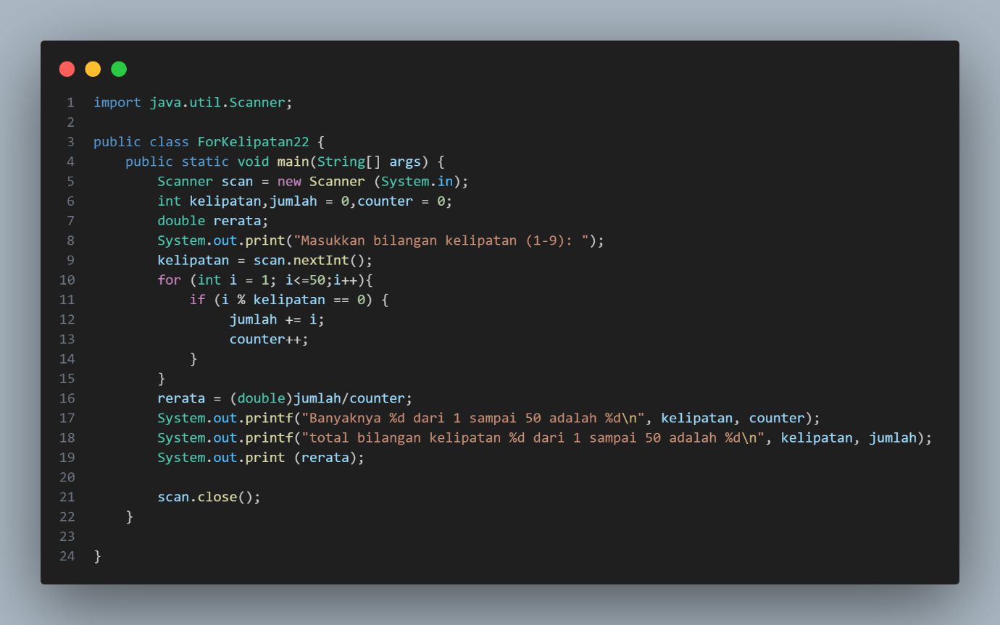 1 import java.util.Scanner;
2
3 public class ForKelipatan22 {
4     public static void main(String[] args) {
5         Scanner scan = new Scanner (System.in);
6         int kelipatan,jumlah = 0,counter = 0;
7         double rerata;
8         System.out.print("Masukkan bilangan kelipatan (1-9): ");
9         kelipatan = scan.nextInt();
10         for (int i = 1; i<=50;i++){
11             if (i % kelipatan == 0) {
12                  jumlah += i;
13                  counter++;
14             }
15         }
16         rerata = (double)jumlah/counter;
17         System.out.printf("Banyaknya %d dari 1 sampai 50 adalah %d\n", kelipatan, counter);
18         System.out.printf("total bilangan kelipatan %d dari 1 sampai 50 adalah %d\n", kelipatan, jumlah);
19         System.out.print (rerata);
20
21         scan.close();
22     }
23
24 }